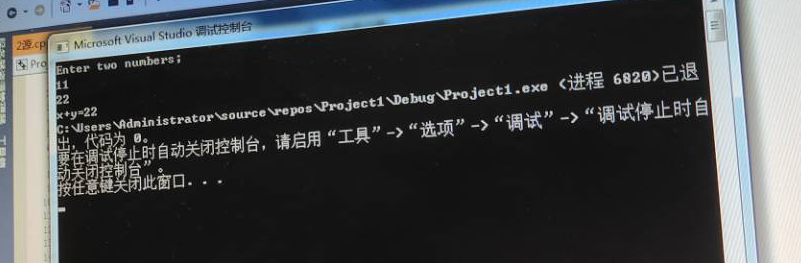 2源.cp
Pro
Microsoft Visual Studio 调试控制台
Enter two numbers;
11
22
x+y=22
C:\Users\Administrator\source\repos\Project1\Debug\Project1.exe (进程 6820)已退
出，代码为 0。
要在调试停止时自动关闭控制台，请启用“工具”->“选项”->“调试”->“调试停止时自
动关闭控制台”。
按任意键关闭此窗口...